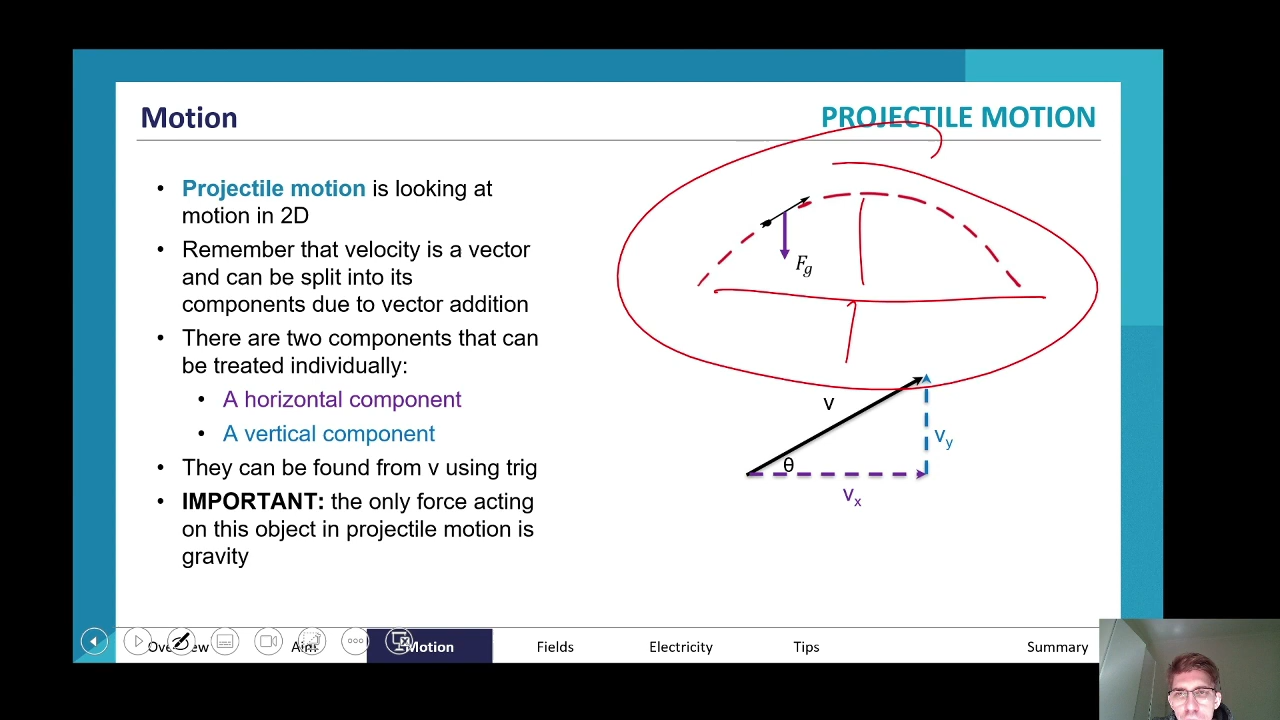 Motion
PROJECTILE MOTION
• Projectile motion is looking at
motion in 2D
• Remember that velocity is a vector
and can be split into its
components due to vector addition
• There are two components that can
be treated individually:
• A horizontal component
• A vertical component
• They can be found from v using trig
• IMPORTANT: the only force acting
on this object in projectile motion is
gravity
Fg
v
θ
vy
vx
Overview Aim Motion Fields Electricity Tips Summary